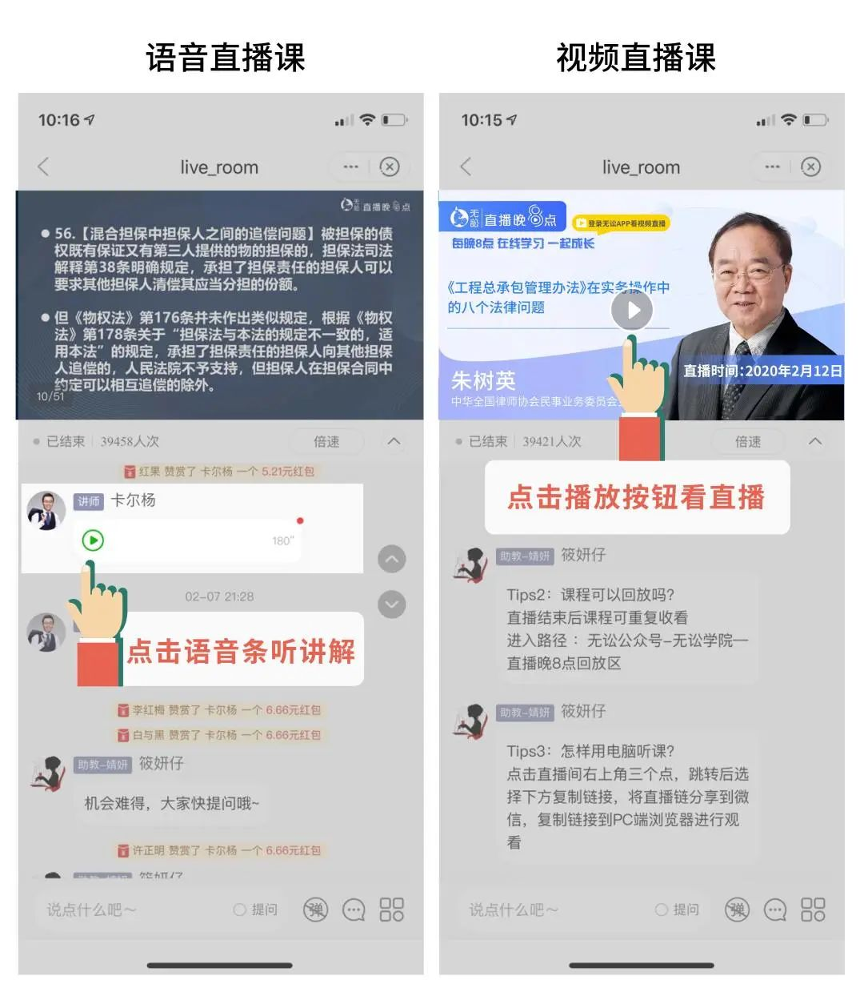 语音直播课
视频直播课
10:16
live_room
无讼 直播晚8点
56.【混合担保中担保人之间的追偿问题】被担保的债
权既有保证又有第三人提供的物的担保的，担保法司法
解释第38条明确规定，承担了担保责任的担保人可以
要求其他担保人清偿其应当分担的份额。
但《物权法》第176条并未作出类似规定，根据《物权
法》第178条关于“担保法与本法的规定不一致的，适
用本法”的规定，承担了担保责任的担保人向其他担保
人追偿的，人民法院不予支持，但担保人在担保合同中
约定可以相互追偿的除外。
10/51
已结束 39458人次 倍速
红果 赞赏了 卡尔杨 一个 5.21元红包
讲师 卡尔杨
180"
02-07 21:28
点击语音条听讲解
李红梅 赞赏了 卡尔杨 一个 6.66元红包
白与黑 赞赏了 卡尔杨 一个 6.66元红包
助教-婧妍 筱妍仔
机会难得，大家快提问哦~
许正明 赞赏了 卡尔杨 一个 6.66元红包
助教-婧妍 筱妍仔
说点什么吧~ 提问 弹
10:15
live_room
无讼 直播晚8点 登录无讼APP看视频直播
每晚8点 在线学习 一起成长
《工程总承包管理办法》在实务操作中
的八个法律问题
朱树英
中华全国律师协会民事业务委员会
直播时间:2020年2月12日
已结束 39421人次 倍速
点击播放按钮看直播
助教-婧妍 筱妍仔
Tips2：课程可以回放吗?
直播结束后课程可重复收看
进入路径 ：无讼公众号-无讼学院—
直播晚8点回放区
助教-婧妍 筱妍仔
Tips3：怎样用电脑听课?
点击直播间右上角三个点，跳转后选
择下方复制链接，将直播链分享到微
信，复制链接到PC端浏览器进行观
看
说点什么吧~ 提问 弹